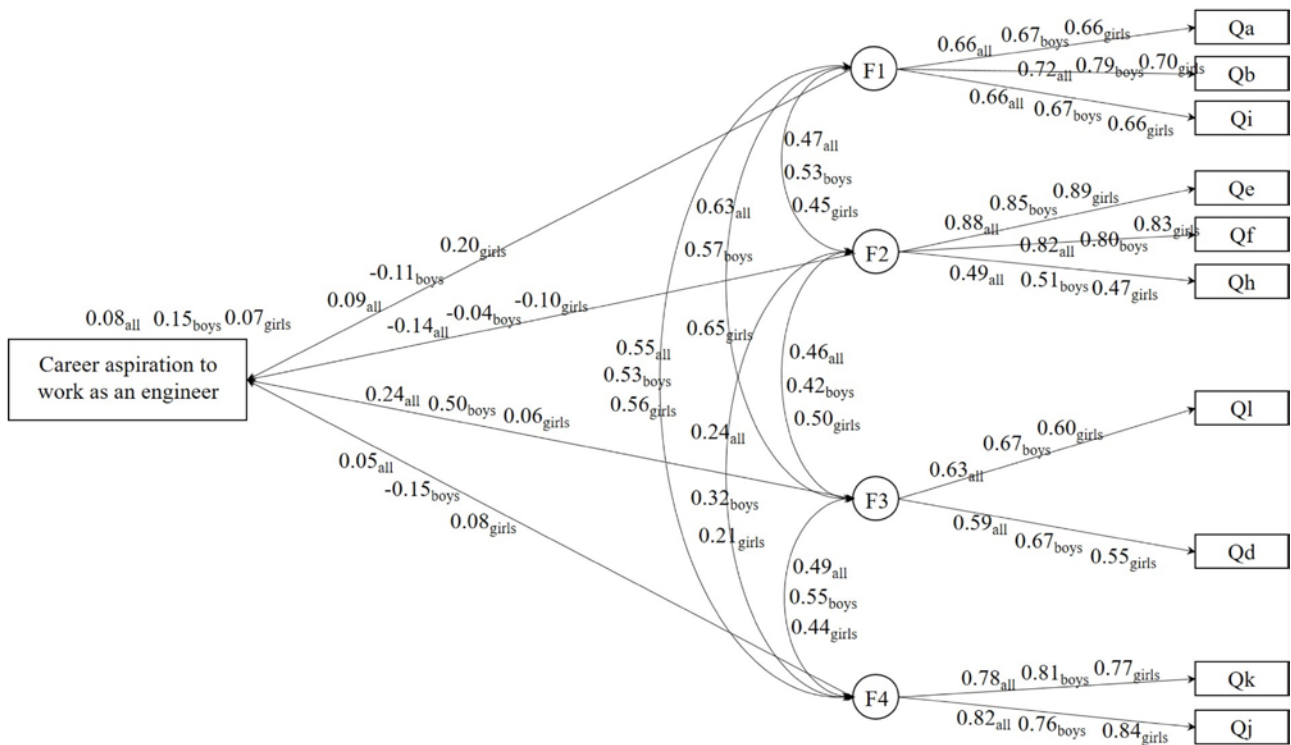 0.66all 0.67boys 0.66girls
Qa
F1
0.72all 0.79boys 0.70girls
Qb
0.66all 0.67boys 0.66girls
Qi
0.47all
0.53boys
0.45girls
0.63all
0.57boys
0.65girls
0.88all 0.85boys 0.89girls
Qe
F2
0.82all 0.80boys 0.83girls
Qf
0.49all 0.51boys 0.47girls
Qh
0.09all -0.11boys 0.20girls
-0.14all -0.04boys -0.10girls
0.08all 0.15boys 0.07girls
Career aspiration to
work as an engineer
0.24all 0.50boys 0.06girls
0.05all -0.15boys 0.08girls
0.55all
0.53boys
0.56girls
0.46all
0.42boys
0.50girls
0.24all
0.32boys
0.21girls
0.63all 0.67boys 0.60girls
Ql
F3
0.59all 0.67boys 0.55girls
Qd
0.49all
0.55boys
0.44girls
F4
0.78all 0.81boys 0.77girls
Qk
0.82all 0.76boys 0.84girls
Qj